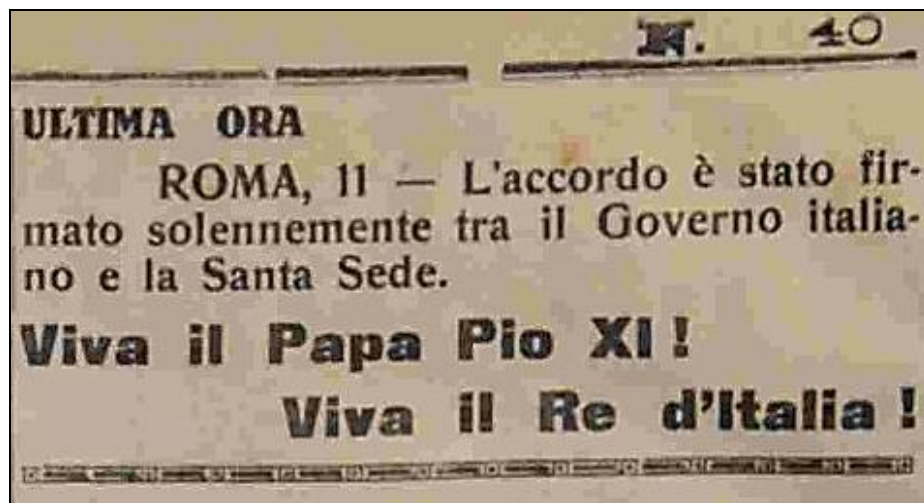 N. 40
ULTIMA ORA
ROMA, 11 — L'accordo è stato fir-
mato solennemente tra il Governo italia-
no e la Santa Sede.
Viva il Papa Pio XI !
Viva il Re d'Italia !